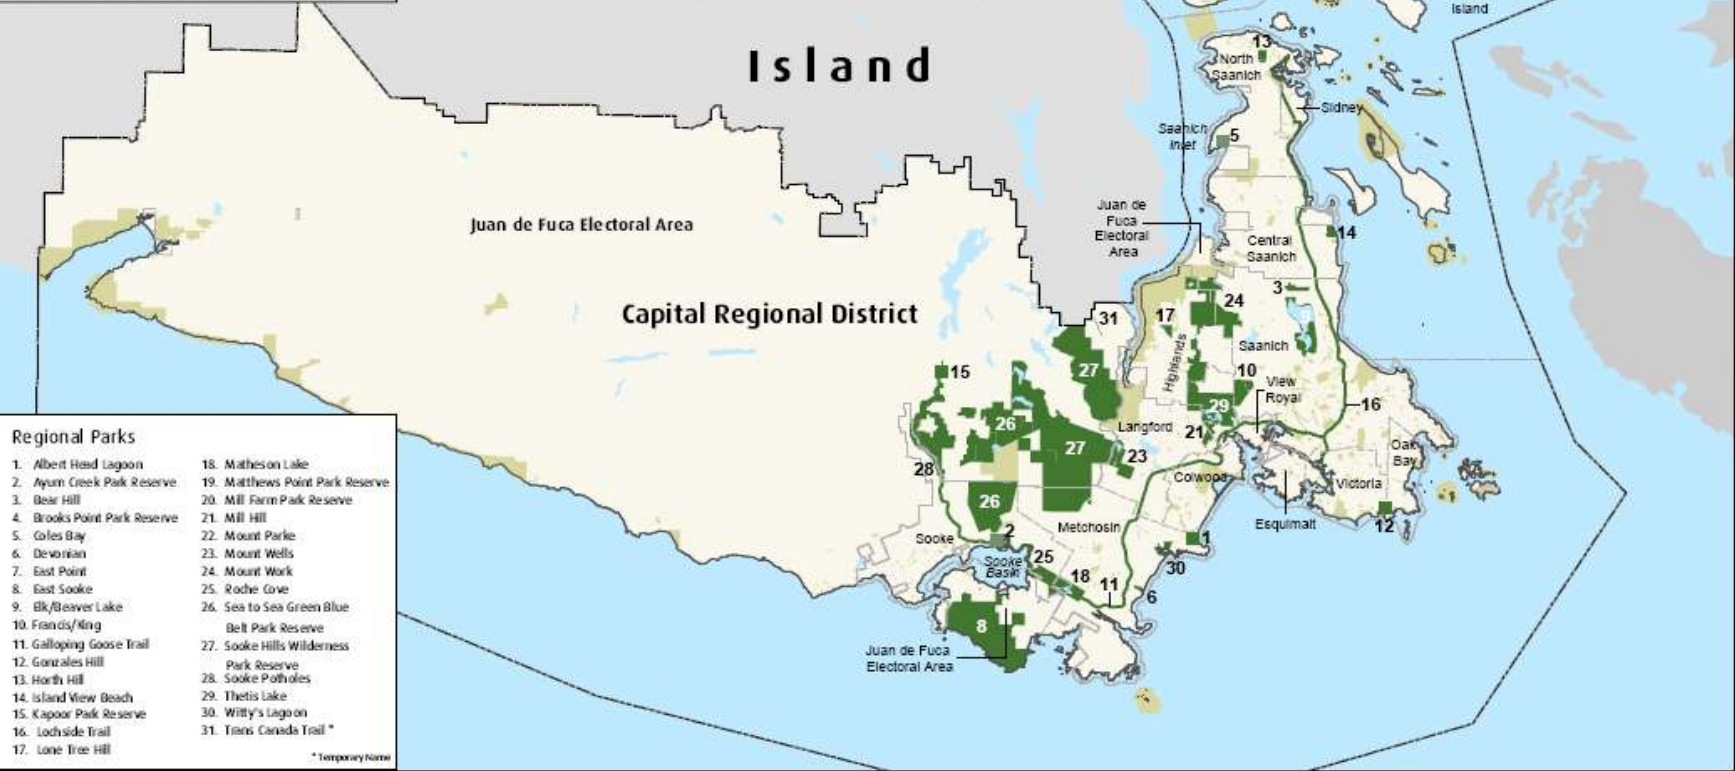 Island
Island
13
North
Saanich
Sidney
Saanich
Inlet
5
Juan de
Fuca
Electoral
Area
Juan de Fuca Electoral Area
14
Central
Saanich
Capital Regional District
3
24
9
31
17
Saanich
Highlands
15
27
10
View
Royal
29
16
26
Langford
21
27
23
Oak
Bay
28
Colwood
Victoria
26
Esquimalt
12
Metchosin
Sooke
2
1
Sooke
Basin
25
30
18
11
6
8
Juan de Fuca
Electoral Area
Regional Parks
1. Albert Head Lagoon
2. Ayum Creek Park Reserve
3. Bear Hill
4. Brooks Point Park Reserve
5. Coles Bay
6. Devonian
7. East Point
8. East Sooke
9. Elk/Beaver Lake
10. Francis/King
11. Galloping Goose Trail
12. Gonzales Hill
13. Horth Hill
14. Island View Beach
15. Kapoor Park Reserve
16. Lochside Trail
17. Lone Tree Hill
18. Matheson Lake
19. Matthews Point Park Reserve
20. Mill Farm Park Reserve
21. Mill Hill
22. Mount Parke
23. Mount Wells
24. Mount Work
25. Roche Cove
26. Sea to Sea Green Blue
Belt Park Reserve
27. Sooke Hills Wilderness
Park Reserve
28. Sooke Potholes
29. Thetis Lake
30. Witty's Lagoon
31. Trans Canada Trail *
* Temporary Name